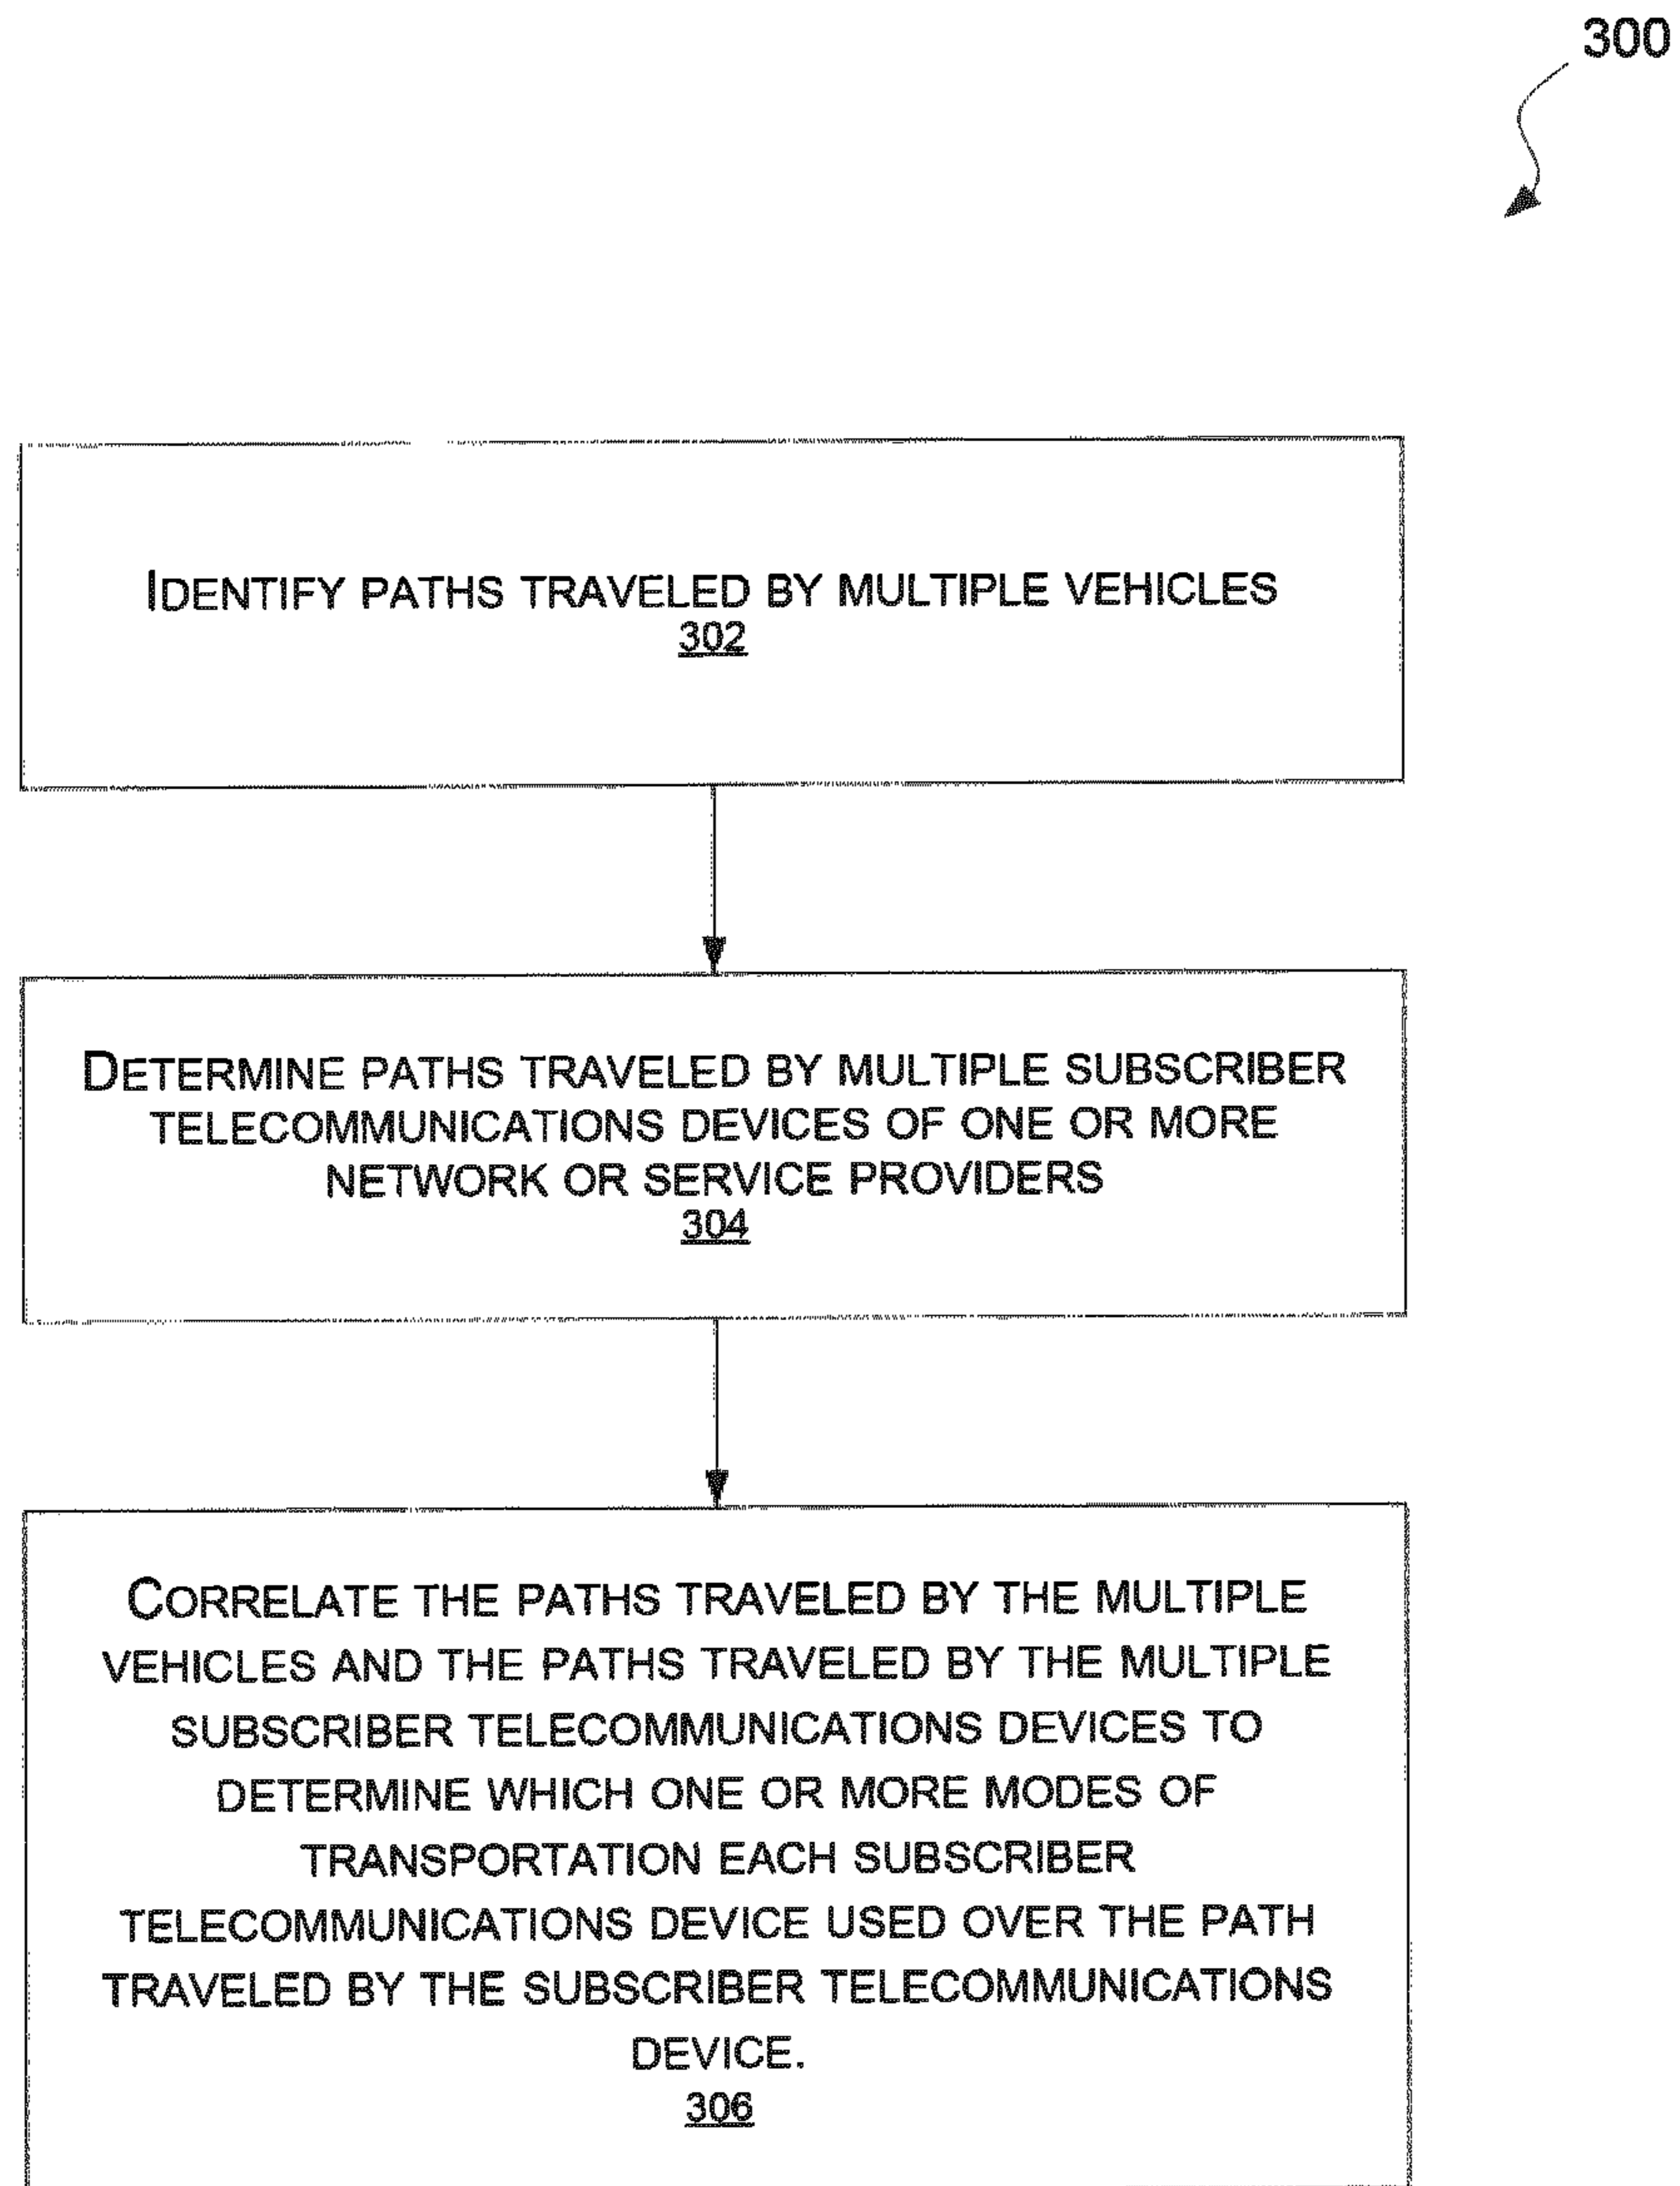 300
IDENTIFY PATHS TRAVELED BY MULTIPLE VEHICLES
302
DETERMINE PATHS TRAVELED BY MULTIPLE SUBSCRIBER
TELECOMMUNICATIONS DEVICES OF ONE OR MORE
NETWORK OR SERVICE PROVIDERS
304
CORRELATE THE PATHS TRAVELED BY THE MULTIPLE
VEHICLES AND THE PATHS TRAVELED BY THE MULTIPLE
SUBSCRIBER TELECOMMUNICATIONS DEVICES TO
DETERMINE WHICH ONE OR MORE MODES OF
TRANSPORTATION EACH SUBSCRIBER
TELECOMMUNICATIONS DEVICE USED OVER THE PATH
TRAVELED BY THE SUBSCRIBER TELECOMMUNICATIONS
DEVICE.
306